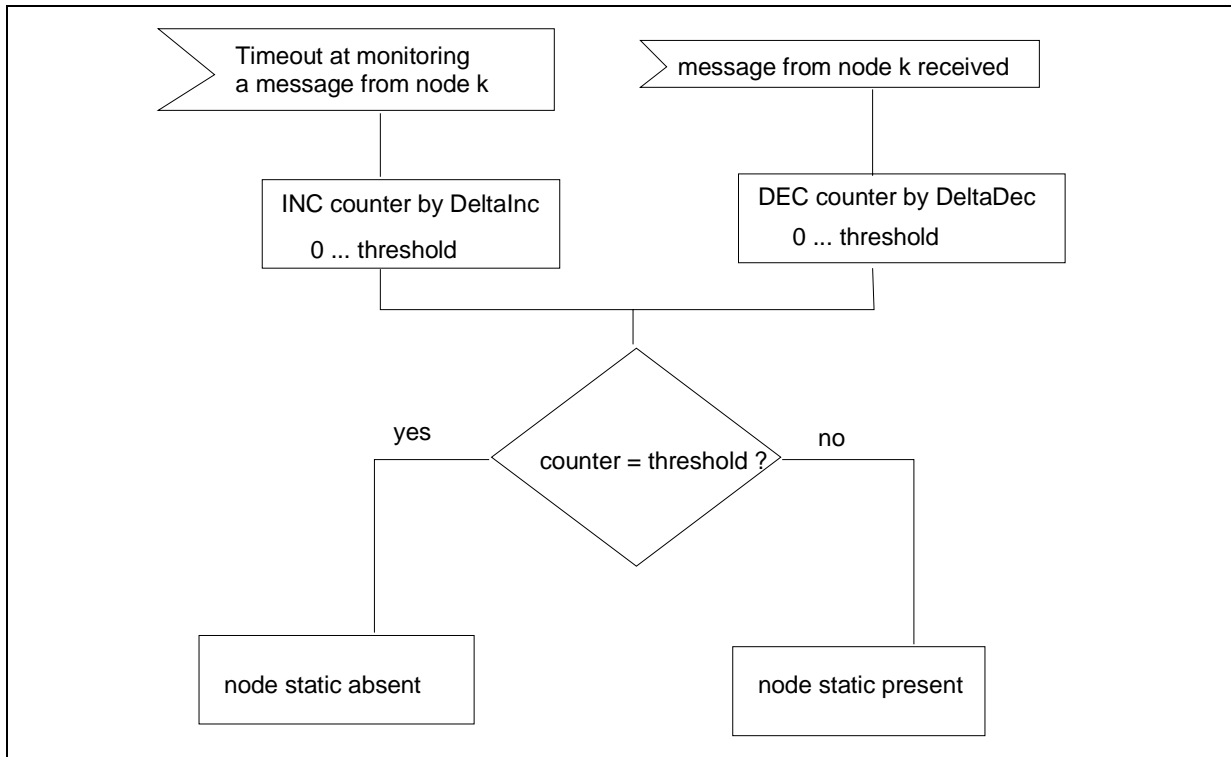 Timeout at monitoring
a message from node k
message from node k received
INC counter by DeltaInc
0 ... threshold
DEC counter by DeltaDec
0 ... threshold
yes
counter = threshold ?
no
node static absent
node static present